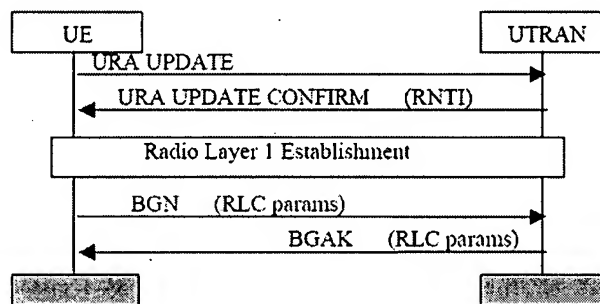 UE UTRAN
URA UPDATE
URA UPDATE CONFIRM (RNTI)
Radio Layer 1 Establishment
BGN (RLC params)
BGAK (RLC params)